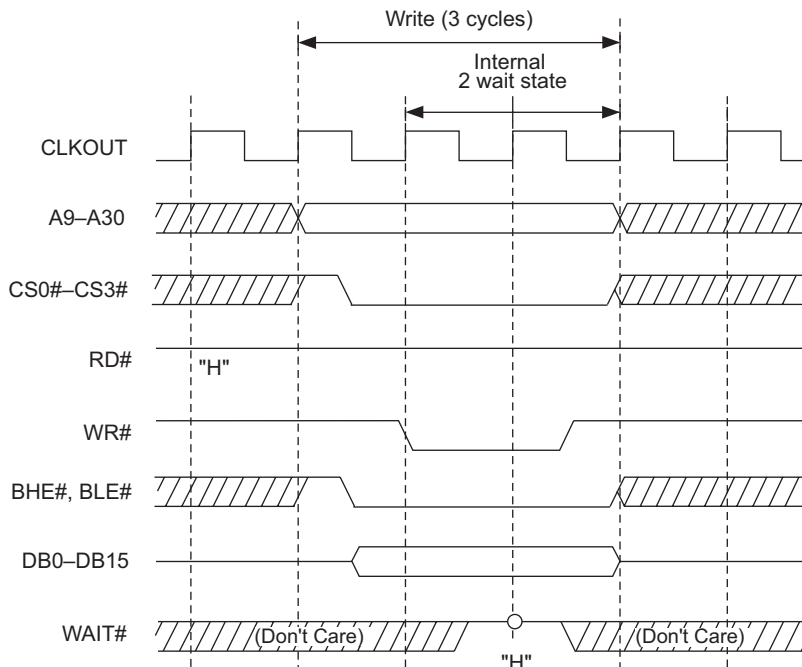 Write (3 cycles)
Internal
2 wait state
CLKOUT
A9–A30
CS0#–CS3#
RD#
"H"
WR#
BHE#, BLE#
DB0–DB15
WAIT#
(Don't Care)
(Don't Care)
"H"